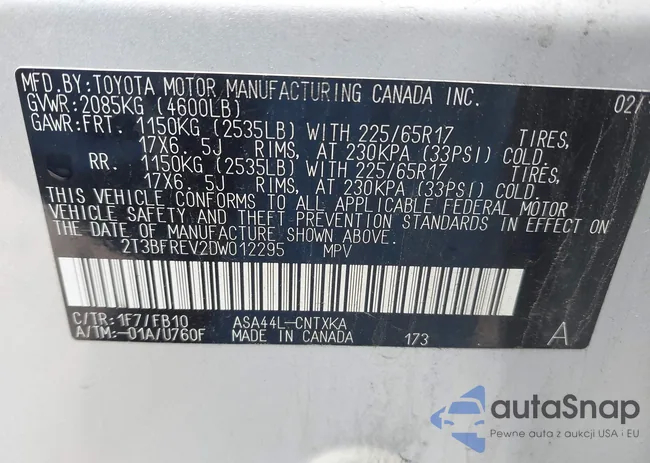 MFD.BY:TOYOTA MOTOR MANUFACTURING CANADA INC. 02/
GVWR:2085KG (4600LB)
GAWR:FRT. 1150KG (2535LB) WITH 225/65R17 TIRES,
17X6. 5J RIMS, AT 230KPA (33PSI) COLD.
RR. 1150KG (2535LB) WITH 225/65R17 TIRES,
17X6. 5J RIMS, AT 230KPA (33PSI) COLD.
THIS VEHICLE CONFORMS TO ALL APPLICABLE FEDERAL MOTOR
VEHICLE SAFETY AND THEFT PREVENTION STANDARDS IN EFFECT ON
THE DATE OF MANUFACTURE SHOWN ABOVE.
2T3BFREV2DW012295 MPV
C/TR:1F7/FB10 ASA44L-CNTXKA
A/TM:-01A/U760F MADE IN CANADA 173 A
autoSnap
Pewne auta z aukcji USA i EU